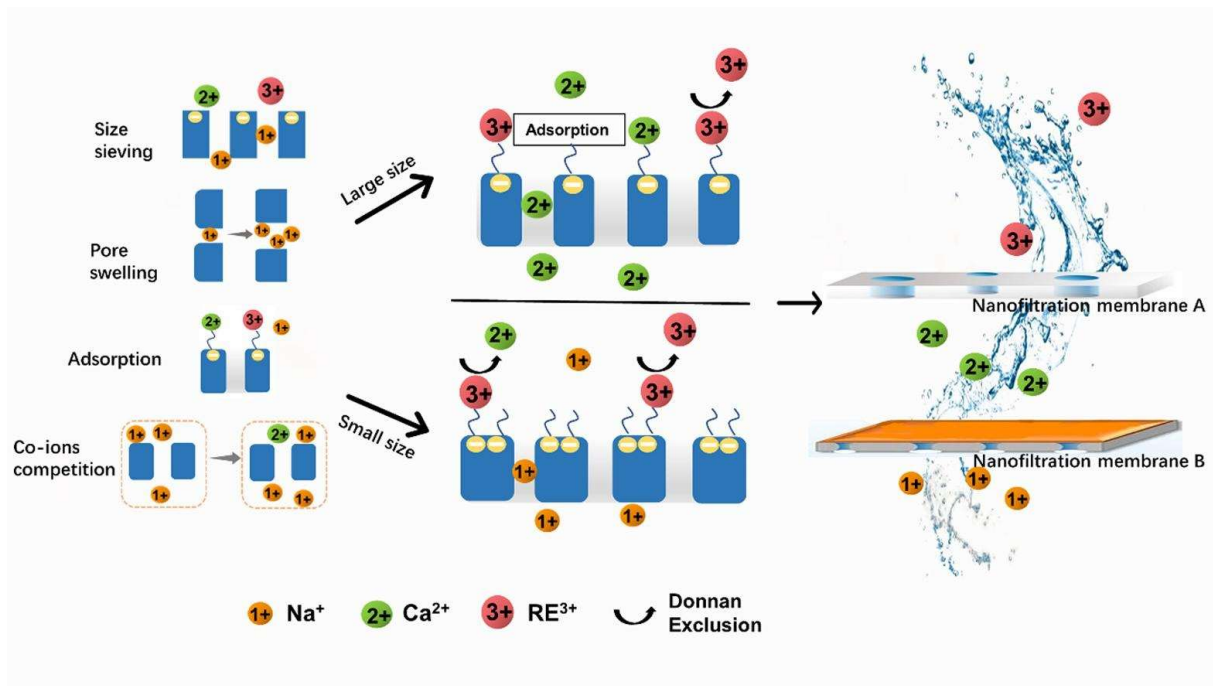 2+
3+
Size
sieving
1+
1+
Pore
swelling
1+
1+
1+
1+
2+
3+
1+
Adsorption
Co-ions
competition
1+
1+
1+
2+
1+
1+
1+
Large size
Small size
3+
2+
3+
Adsorption
2+
3+
2+
2+
2+
3+
2+
1+
3+
3+
1+
1+
1+
3+
3+
Nanofiltration membrane A
2+
2+
2+
Nanofiltration membrane B
1+
1+
1+
1+ Na⁺
2+ Ca²⁺
3+ RE³⁺
Donnan
Exclusion